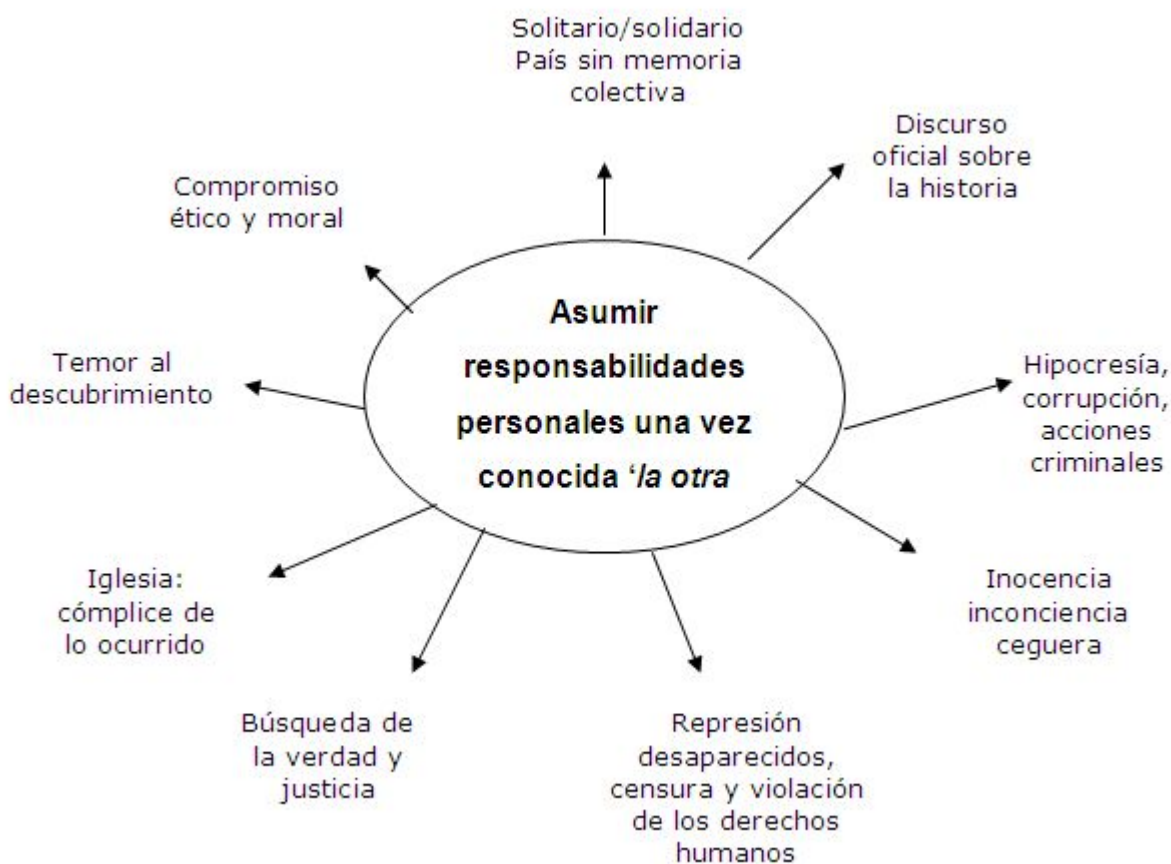 Solitario/solidario
País sin memoria
colectiva
Discurso
oficial sobre
la historia
Compromiso
ético y moral
Asumir
responsabilidades
personales una vez
conocida ‘la otra
Temor al
descubrimiento
Hipocresía,
corrupción,
acciones
criminales
Iglesia:
cómplice de
lo ocurrido
Inocencia
inconciencia
ceguera
Búsqueda de
la verdad y
justicia
Represión
desaparecidos,
censura y violación
de los derechos
humanos